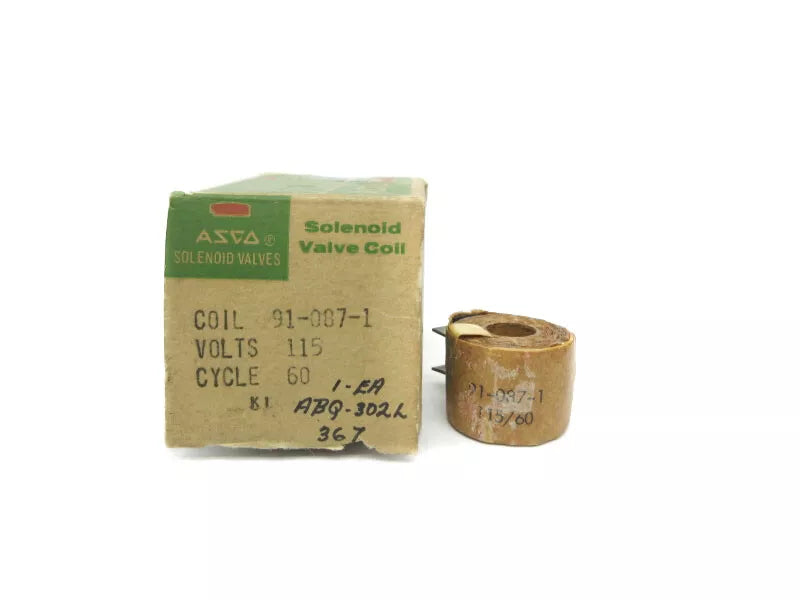 ASCO®
SOLENOID VALVES
Solenoid
Valve Coil
COIL 91-087-1
VOLTS 115
CYCLE 60
KI
1-EA
ABQ-302L
367
91-087-1
115/60